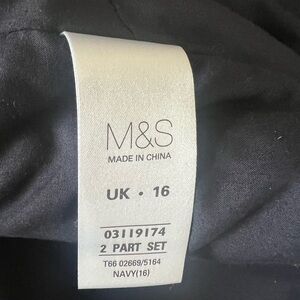 M&S
MADE IN CHINA
UK • 16
03119174
2 PART SET
T66 02669/5164
NAVY(16)